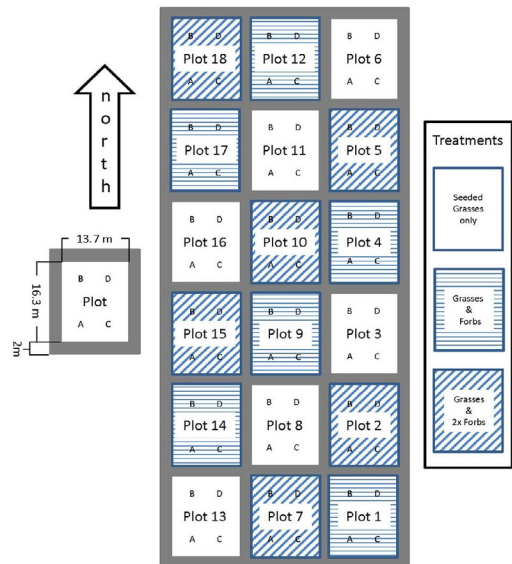 north
13.7 m
16.3 m
2m
B D
Plot
A C
B D
Plot 18
A C
B D
Plot 12
A C
B D
Plot 6
A C
B D
Plot 17
A C
B D
Plot 11
A C
B D
Plot 5
A C
B D
Plot 16
A C
B D
Plot 10
A C
B D
Plot 4
A C
B D
Plot 15
A C
B D
Plot 9
A C
B D
Plot 3
A C
B D
Plot 14
A C
B D
Plot 8
A C
B D
Plot 2
A C
B D
Plot 13
A C
B D
Plot 7
A C
B D
Plot 1
A C
Treatments
Seeded
Grasses
only
Grasses
&
Forbs
Grasses
&
2x Forbs